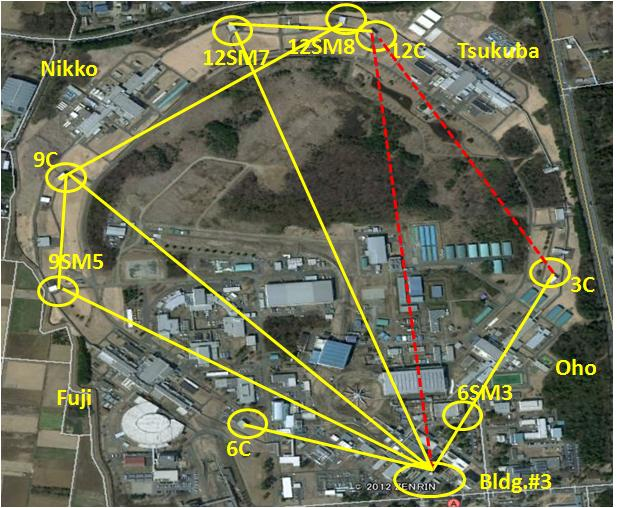 12SM7
12SM8
12C
Tsukuba
Nikko
9C
9SM5
3C
Fuji
Oho
6SM3
6C
Bldg.#3
© 2012 ZENRIN
A